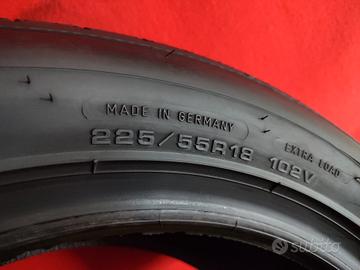 MADE IN GERMANY
225/55R18 102V
EXTRA LOAD
subito